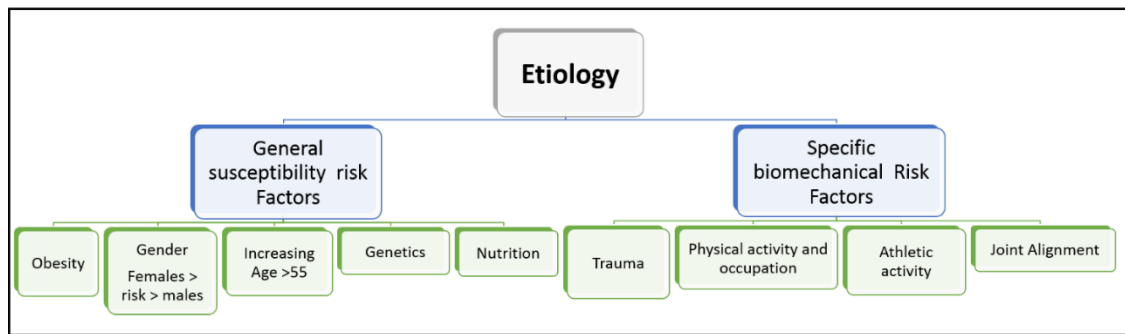 Etiology
General
susceptibility risk
Factors
Specific
biomechanical Risk
Factors
Obesity
Gender
Females >
risk > males
Increasing
Age >55
Genetics
Nutrition
Trauma
Physical activity and
occupation
Athletic
activity
Joint Alignment